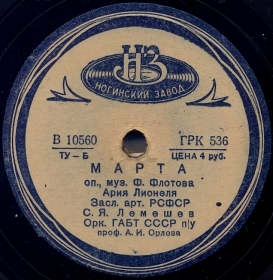 НЗ
НОГИНСКИЙ ЗАВОД
В 10560 ГРК 536
ТУ – Б ЦЕНА 4 руб.
МАРТА
оп., муз. Ф. Флотова
Ария Лионеля
Засл. арт. РСФСР
С. Я. Лемешев
Орк. ГАБТ СССР п/у
проф. А. И. Орлова